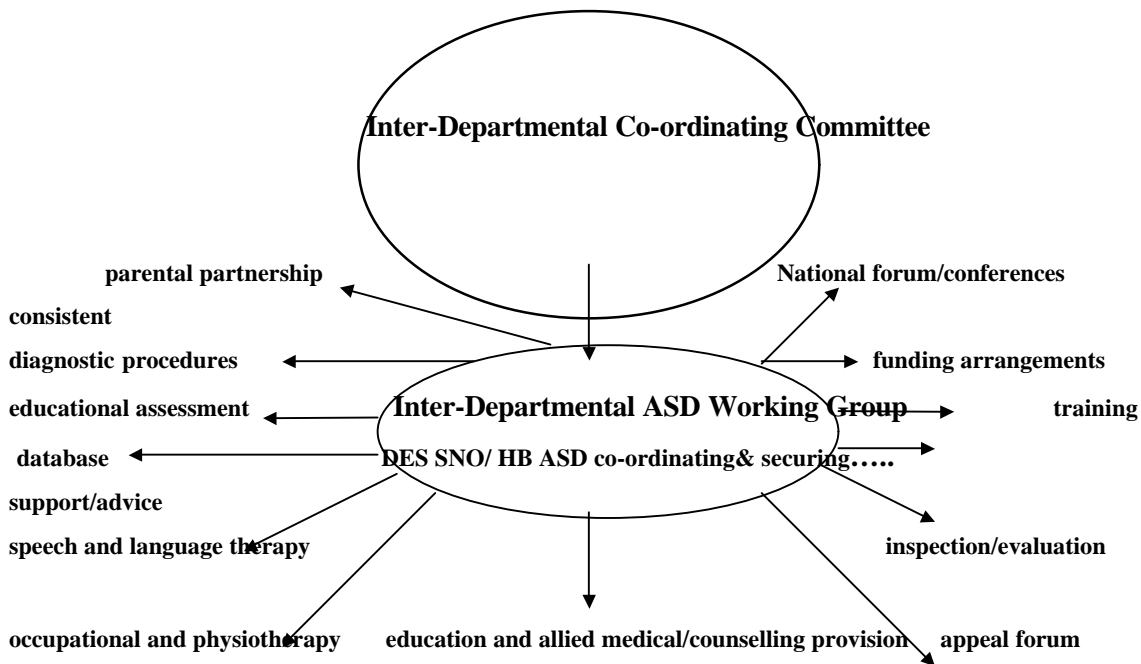 Inter-Departmental Co-ordinating Committee
parental partnership National forum/conferences
consistent
diagnostic procedures funding arrangements
educational assessment Inter-Departmental ASD Working Group training
database DES SNO/ HB ASD co-ordinating& securing…..
support/advice
speech and language therapy inspection/evaluation
occupational and physiotherapy education and allied medical/counselling provision appeal forum